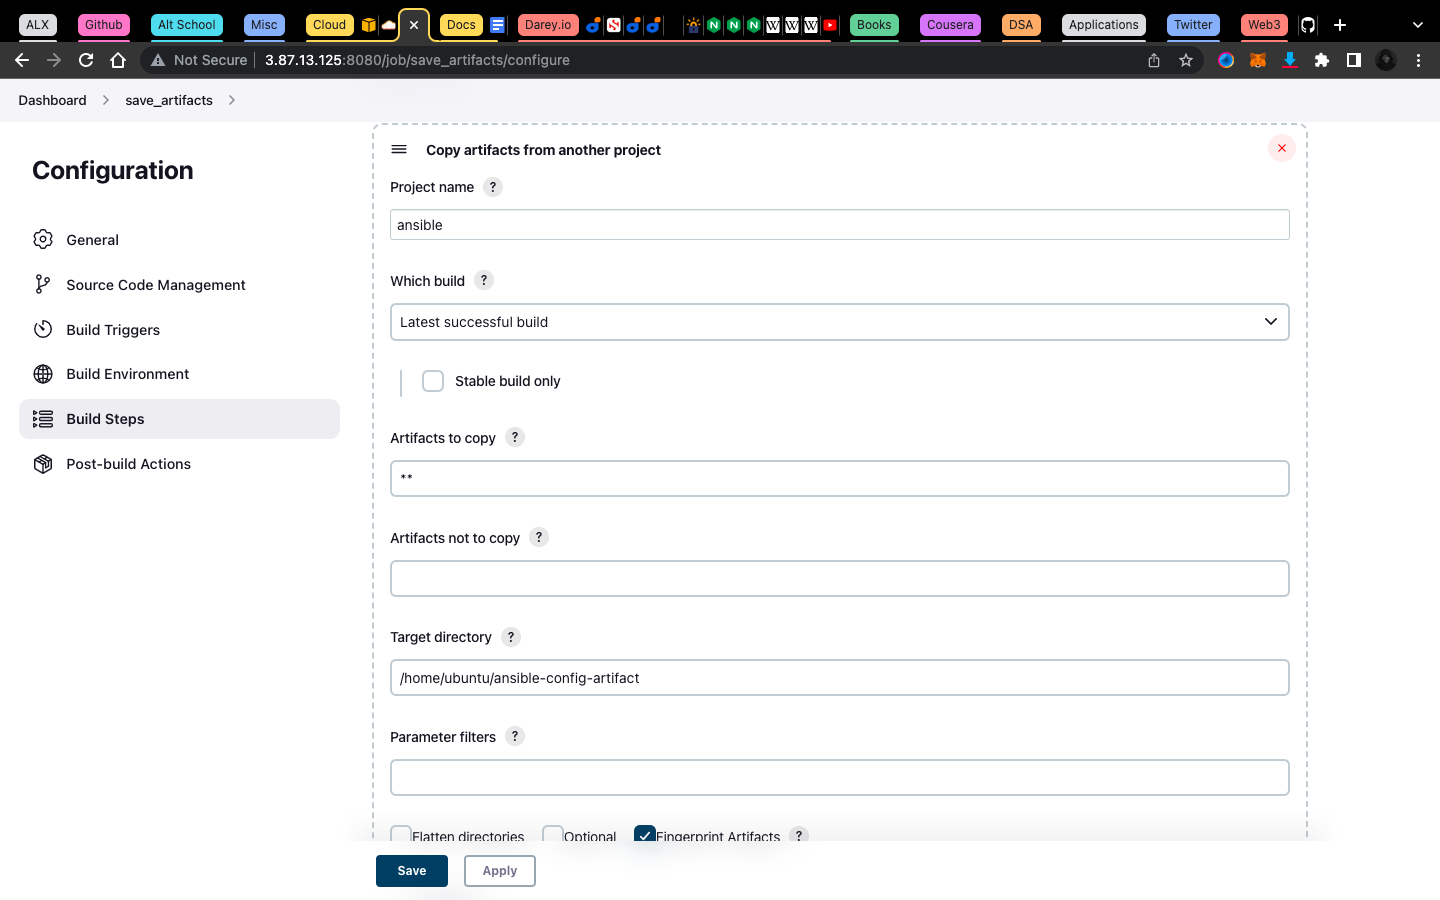 ALX Github Alt School Misc Cloud Docs Darey.io Books Cousera DSA Applications Twitter Web3
Not Secure 3.87.13.125:8080/job/save_artifacts/configure
Dashboard save_artifacts
Configuration
General
Source Code Management
Build Triggers
Build Environment
Build Steps
Post-build Actions
Copy artifacts from another project
Project name ?
ansible
Which build ?
Latest successful build
Stable build only
Artifacts to copy ?
**
Artifacts not to copy ?
Target directory ?
/home/ubuntu/ansible-config-artifact
Parameter filters ?
Flatten directories Optional Fingerprint Artifacts ?
Save Apply